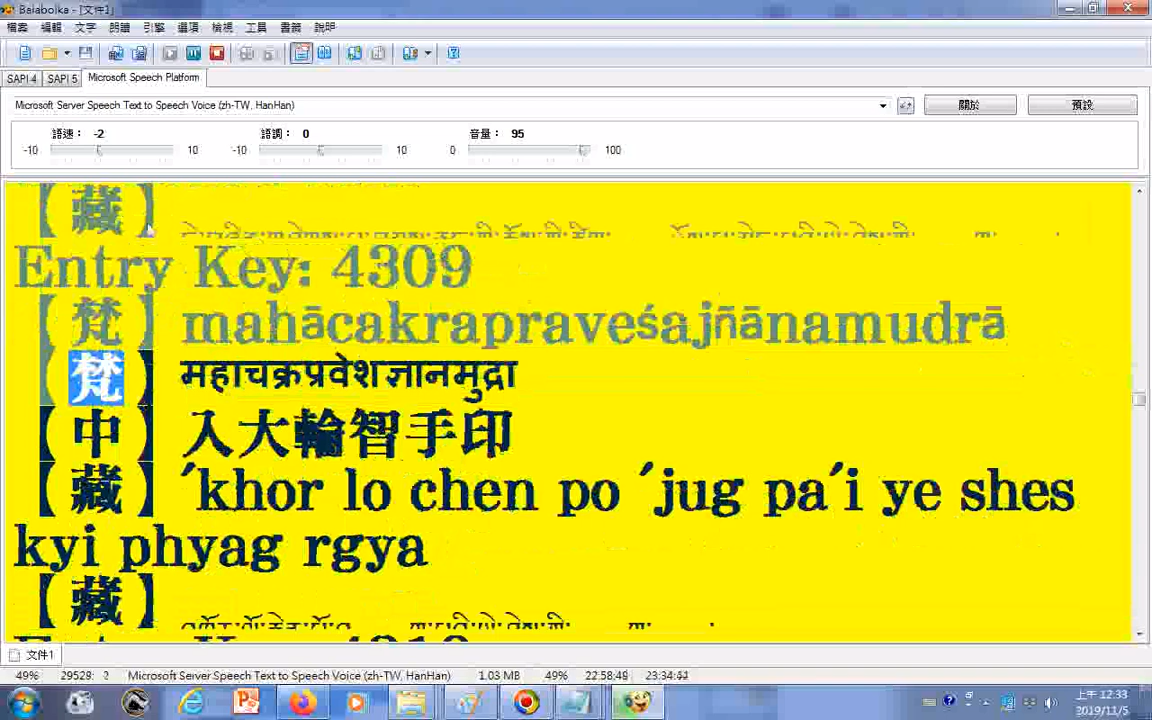 Balabolka - [文件1]
檔案 編輯 文字 朗讀 引擎 選項 檢視 工具 書籤 說明
SAPI 4 SAPI 5 Microsoft Speech Platform
Microsoft Server Speech Text to Speech Voice (zh-TW, HanHan) 關於 預設
語速： -2 語調： 0 音量： 95
-10 10 -10 10 0 100
【 藏 】
Entry Key: 4309
【 梵 】 mahācakrapraveśajñānamudrā
【 梵 】 महाचक्रप्रवेशज्ञानमुद्रा
【 中 】 入大輪智手印
【 藏 】 ´khor lo chen po ´jug pa´i ye shes
kyi phyag rgya
【 藏 】
文件1
49% 29528: 2 Microsoft Server Speech Text to Speech Voice (zh-TW, HanHan) 1.03 MB 49% 22:58:49
上午 12:33
2019/11/5